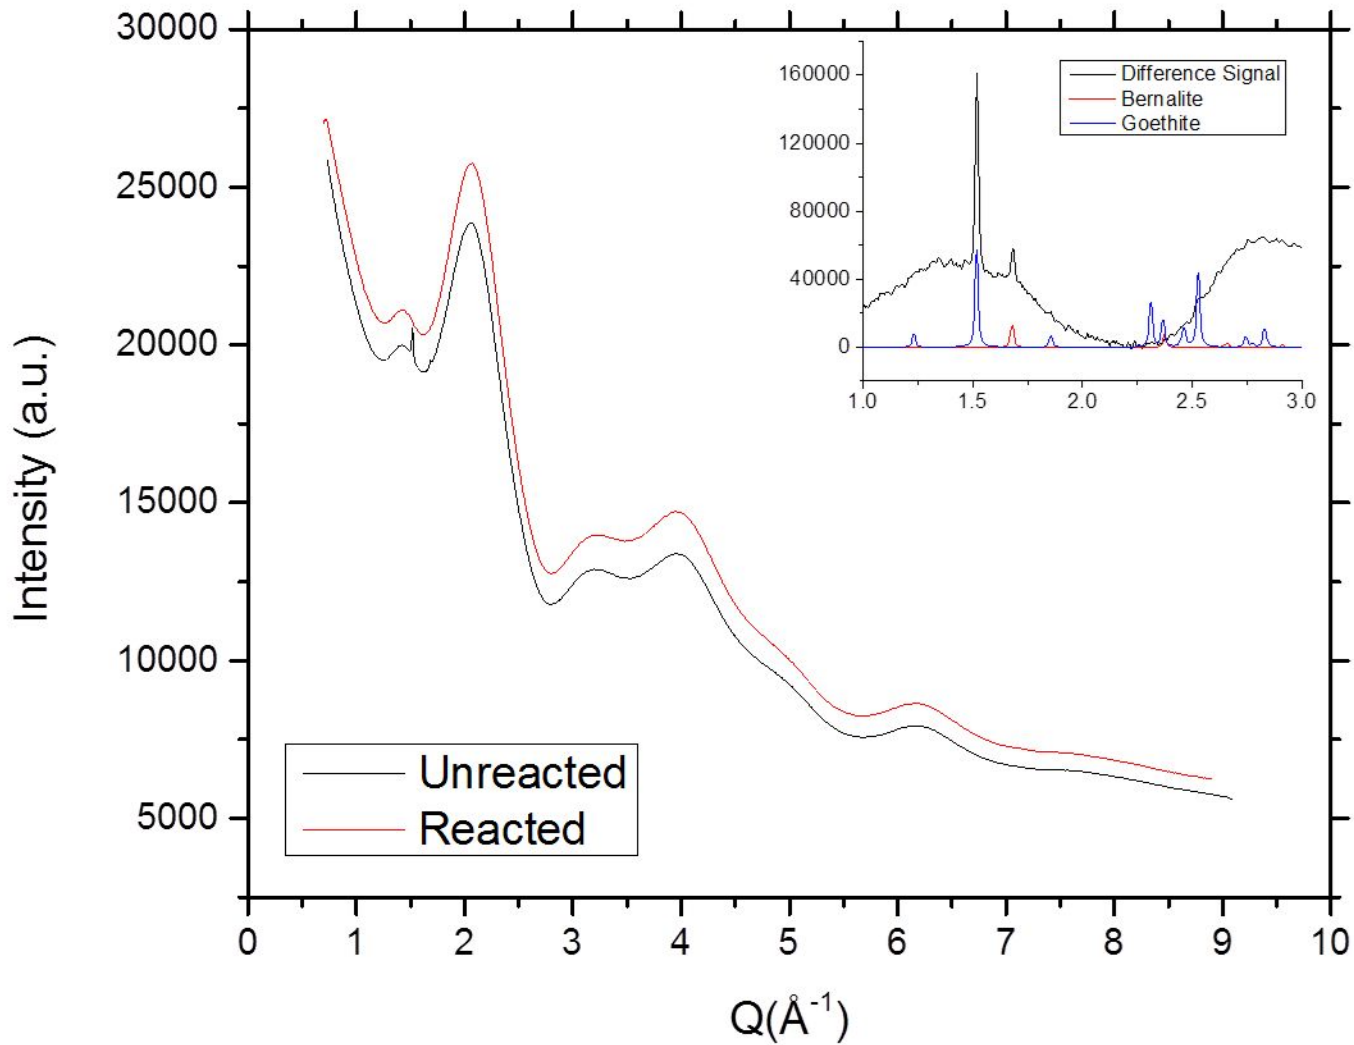 30000
25000
20000
15000
10000
5000
Intensity (a.u.)
0 1 2 3 4 5 6 7 8 9 10
Q(Å⁻¹)
Unreacted
Reacted
160000
120000
80000
40000
0
1.0 1.5 2.0 2.5 3.0
Difference Signal
Bernalite
Goethite